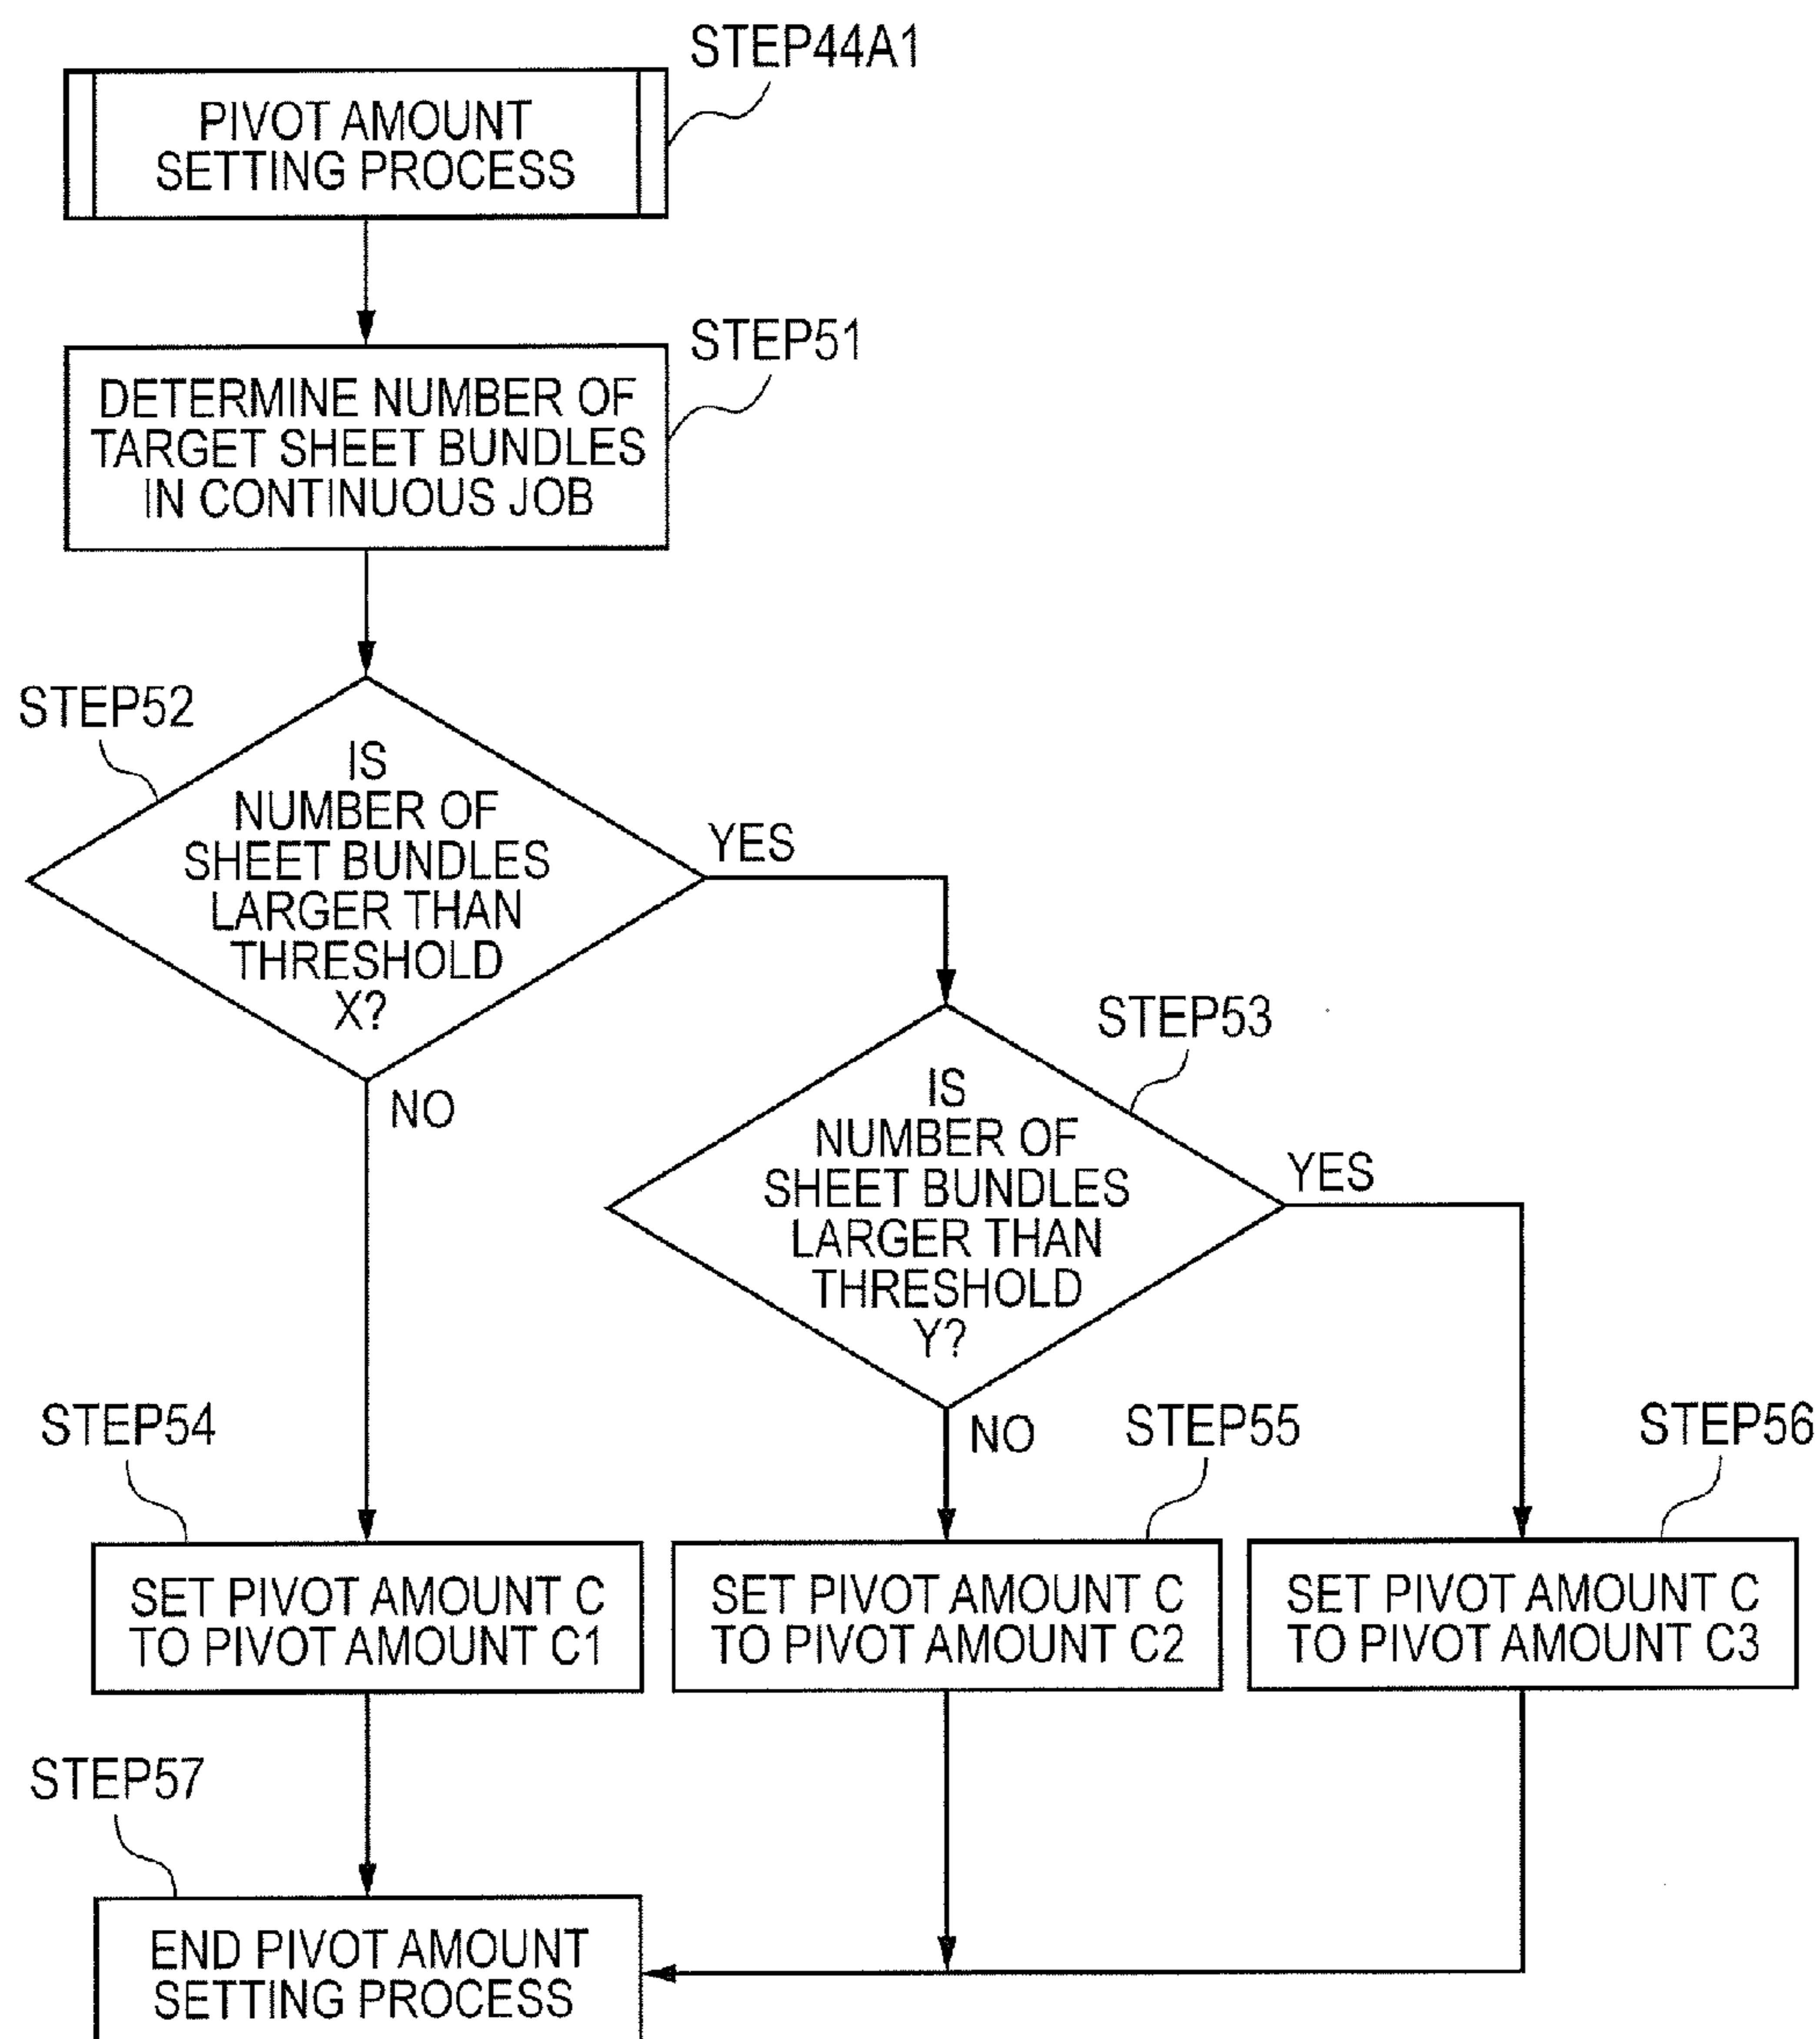 STEP44A1
PIVOT AMOUNT
SETTING PROCESS
STEP51
DETERMINE NUMBER OF
TARGET SHEET BUNDLES
IN CONTINUOUS JOB
STEP52
IS
NUMBER OF
SHEET BUNDLES
LARGER THAN
THRESHOLD
X?
YES
NO
STEP53
IS
NUMBER OF
SHEET BUNDLES
LARGER THAN
THRESHOLD
Y?
YES
NO
STEP54
SET PIVOT AMOUNT C
TO PIVOT AMOUNT C1
STEP55
SET PIVOT AMOUNT C
TO PIVOT AMOUNT C2
STEP56
SET PIVOT AMOUNT C
TO PIVOT AMOUNT C3
STEP57
END PIVOT AMOUNT
SETTING PROCESS